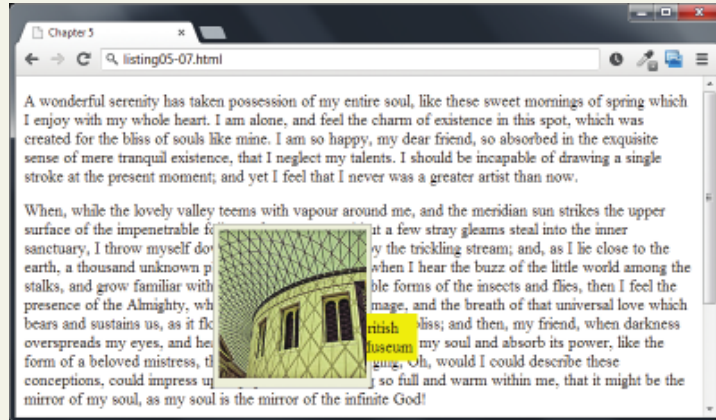 Chapter 5
listing05-07.html
A wonderful serenity has taken possession of my entire soul, like these sweet mornings of spring which
I enjoy with my whole heart. I am alone, and feel the charm of existence in this spot, which was
created for the bliss of souls like mine. I am so happy, my dear friend, so absorbed in the exquisite
sense of mere tranquil existence, that I neglect my talents. I should be incapable of drawing a single
stroke at the present moment; and yet I feel that I never was a greater artist than now.
When, while the lovely valley teems with vapour around me, and the meridian sun strikes the upper
surface of the impenetrable a few stray gleams steal into the inner
sanctuary, I throw myself by the trickling stream; and, as I lie close to the
earth, a thousand unknown when I hear the buzz of the little world among the
stalks, and grow familiar with forms of the insects and flies, then I feel the
presence of the Almighty, and the breath of that universal love which
bears and sustains us, as it ritish bliss; and then, my friend, when darkness
overspreads my eyes, and useum my soul and absorb its power, like the
form of a beloved mistress, Oh, would I could describe these
conceptions, could impress so full and warm within me, that it might be the
mirror of my soul, as my soul is the mirror of the infinite God!